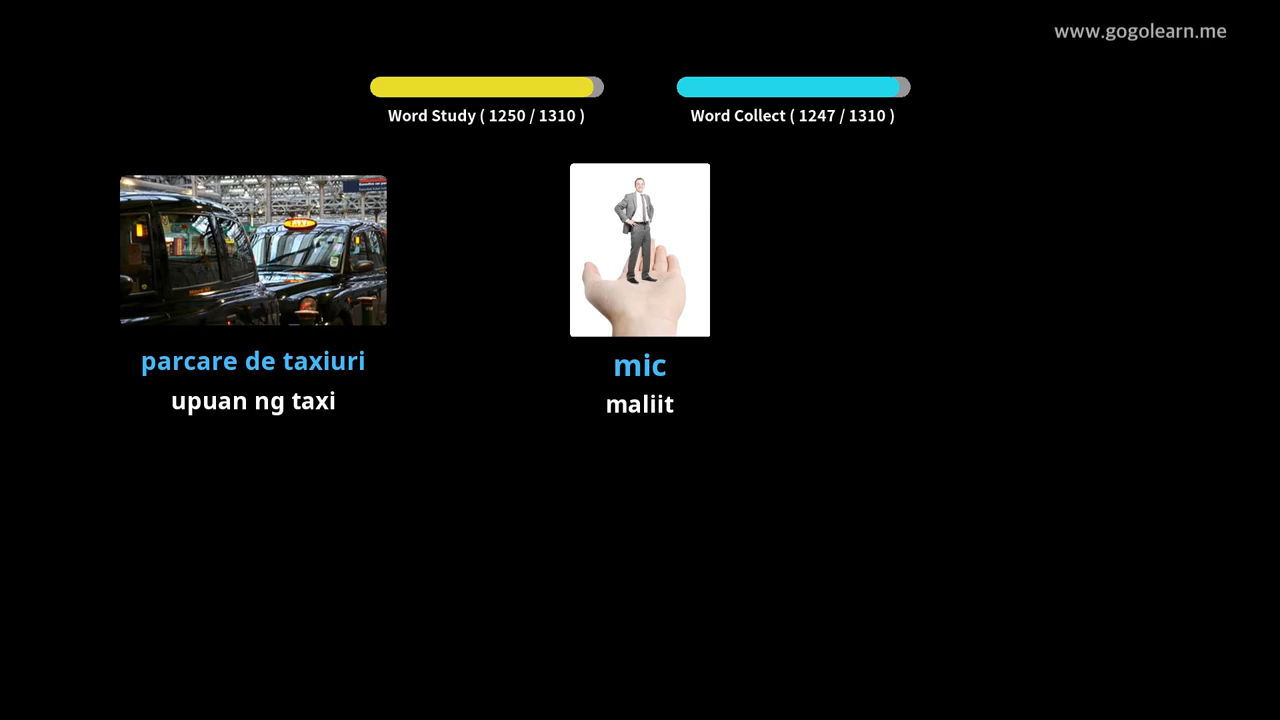 www.gogolearn.me
Word Study ( 1250 / 1310 )
Word Collect ( 1247 / 1310 )
TAXI
parcare de taxiuri
upuan ng taxi
mic
maliit